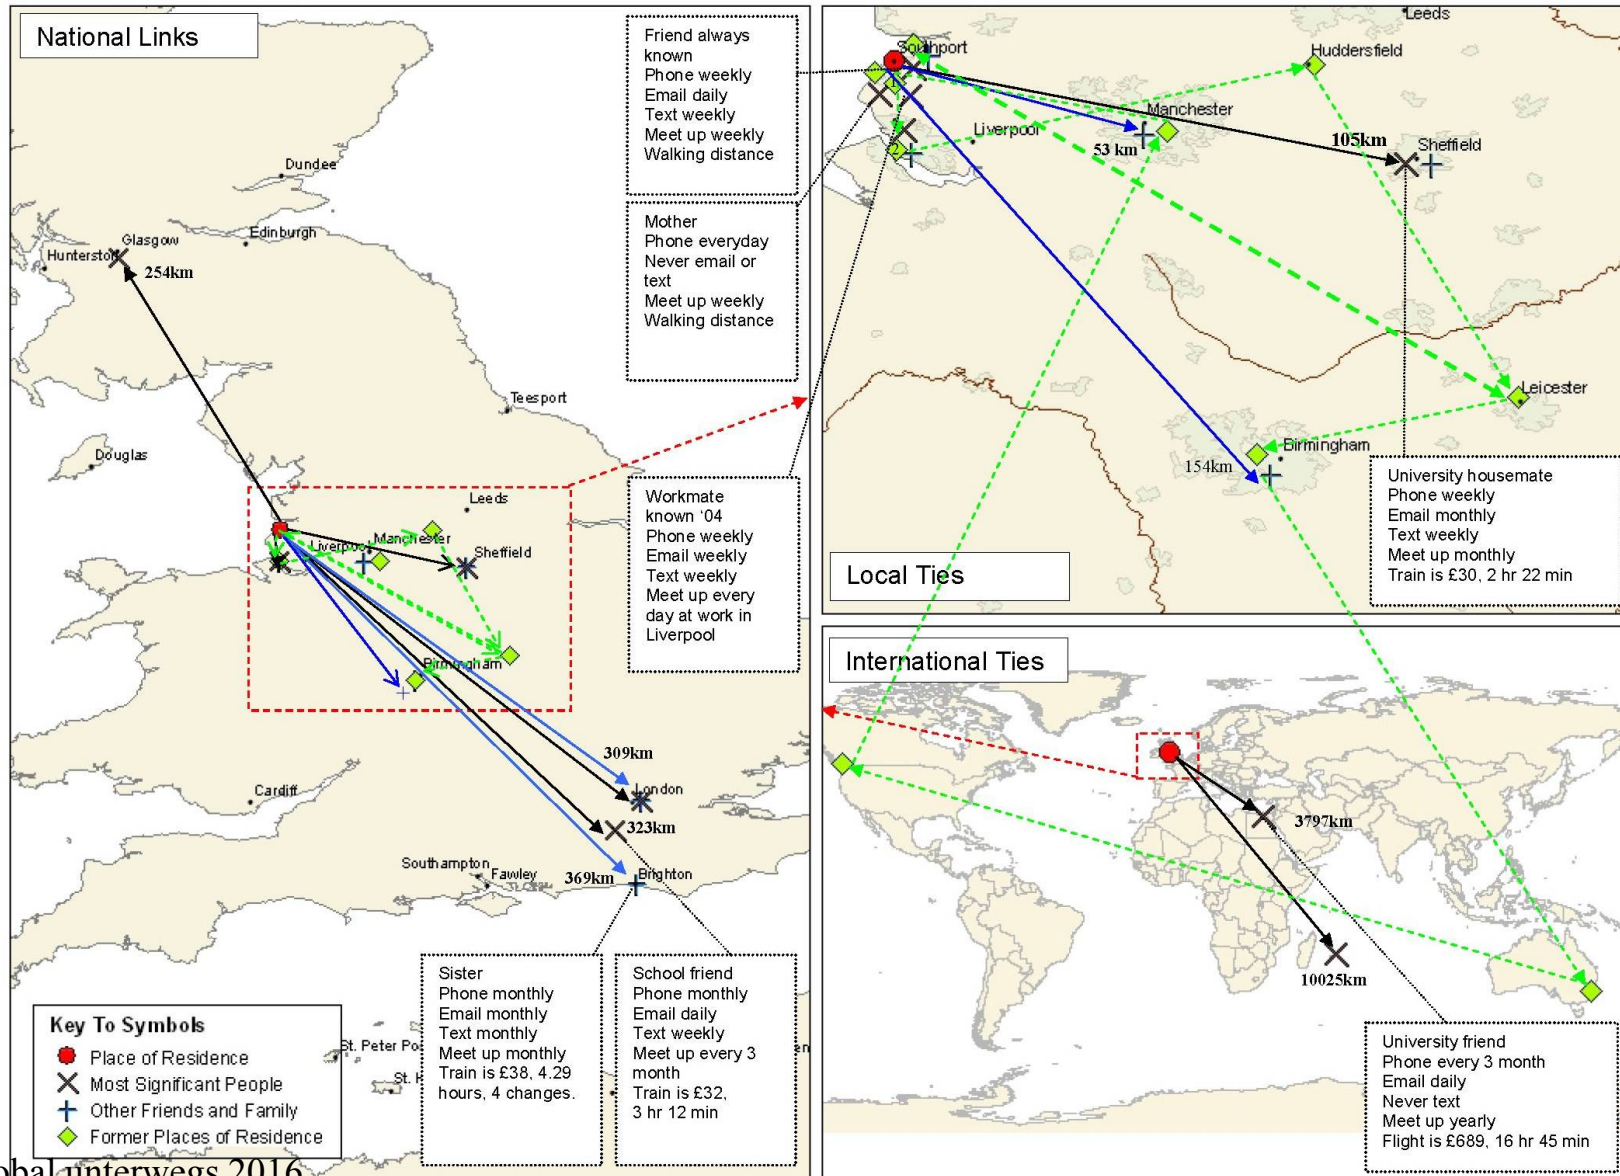 National Links
Dundee
Glasgow
Edinburgh
Hunterston
254km
Teesport
Douglas
Leeds
Liverpool
Manchester
Sheffield
Birmingham
309km
London
323km
Cardiff
Southampton
Fawley
369km
Brighton
Friend always
known
Phone weekly
Email daily
Text weekly
Meet up weekly
Walking distance
Mother
Phone everyday
Never email or
text
Meet up weekly
Walking distance
Workmate
known ‘04
Phone weekly
Email weekly
Text weekly
Meet up every
day at work in
Liverpool
Sister
Phone monthly
Email monthly
Text monthly
Meet up monthly
Train is £38, 4.29
hours, 4 changes.
School friend
Phone monthly
Email daily
Text weekly
Meet up every 3
month
Train is £32,
3 hr 12 min
Key To Symbols
Place of Residence
Most Significant People
Other Friends and Family
Former Places of Residence
St. Peter Po
St. H
en
obal unterwegs 2016
Leeds
Southport
Huddersfield
1
Manchester
Liverpool
2
53 km
105km
Sheffield
Leicester
Birmingham
154km
Local Ties
University housemate
Phone weekly
Email monthly
Text weekly
Meet up monthly
Train is £30, 2 hr 22 min
International Ties
3797km
10025km
University friend
Phone every 3 month
Email daily
Never text
Meet up yearly
Flight is £689, 16 hr 45 min